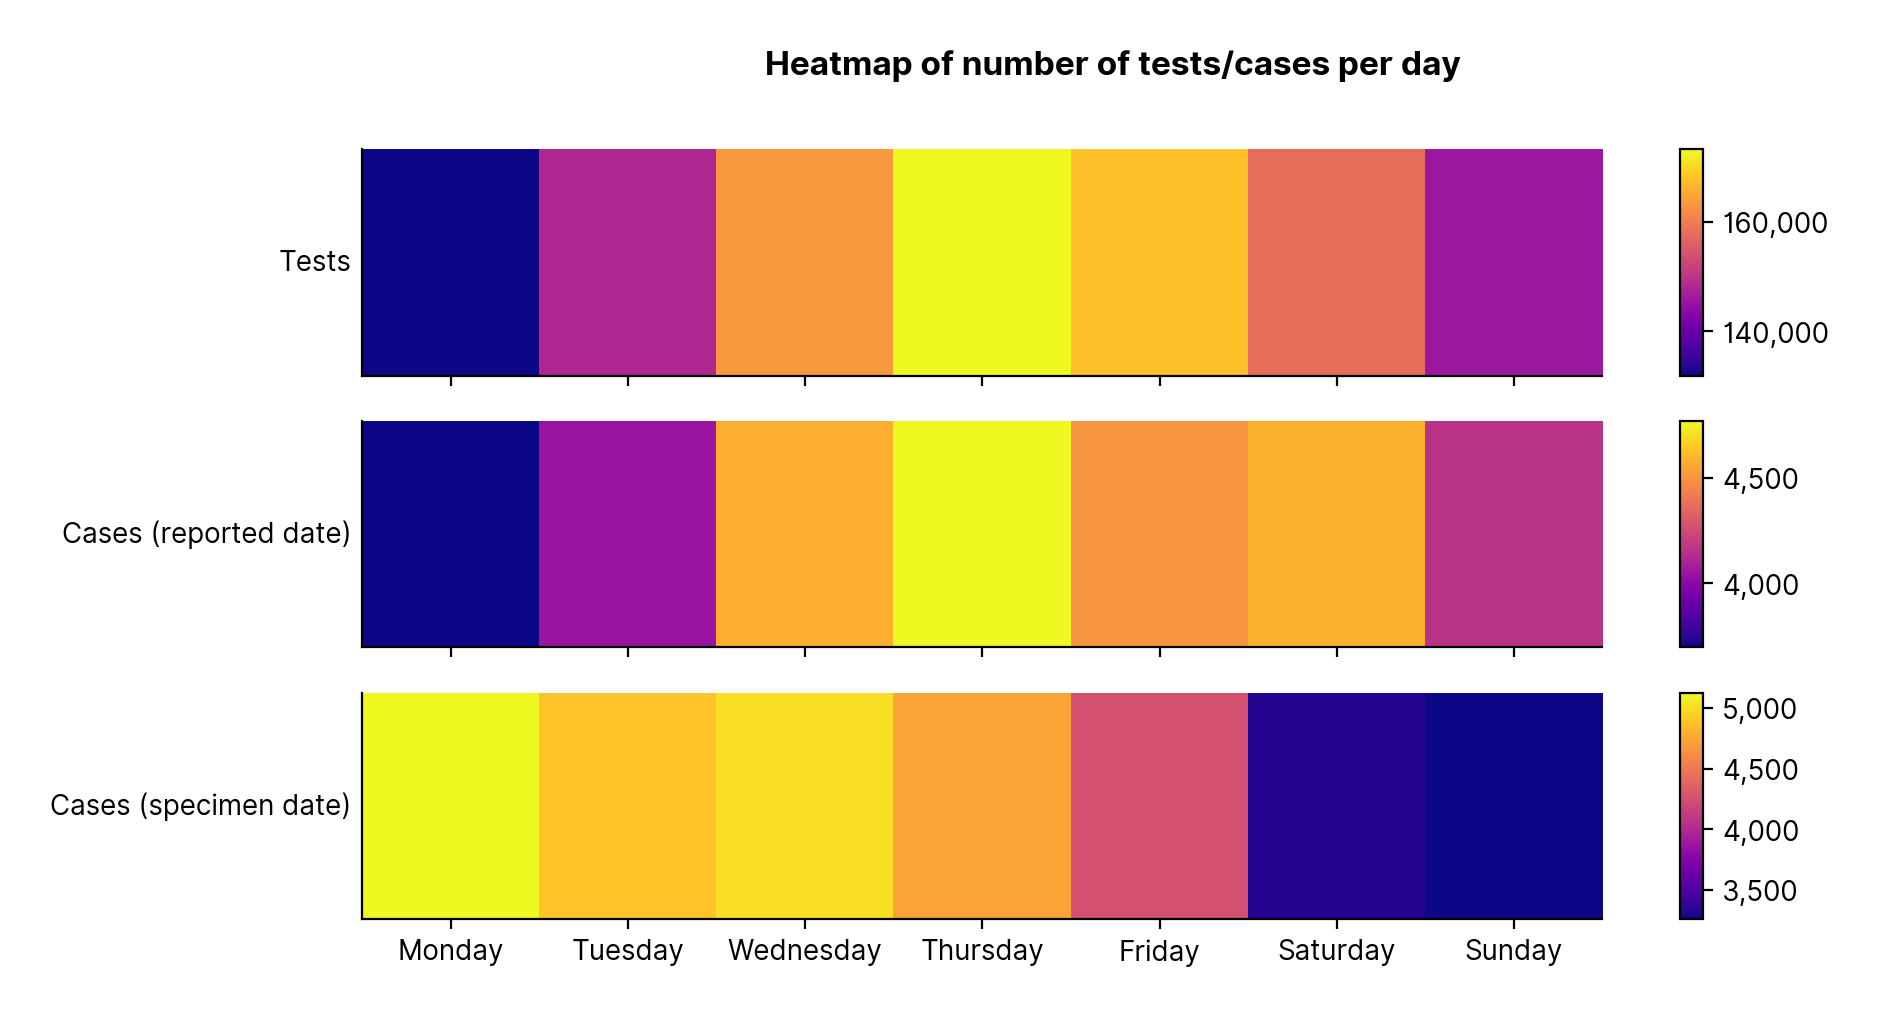 Heatmap of number of tests/cases per day
Tests
160,000
140,000
Cases (reported date)
4,500
4,000
Cases (specimen date)
5,000
4,500
4,000
3,500
Monday Tuesday Wednesday Thursday Friday Saturday Sunday